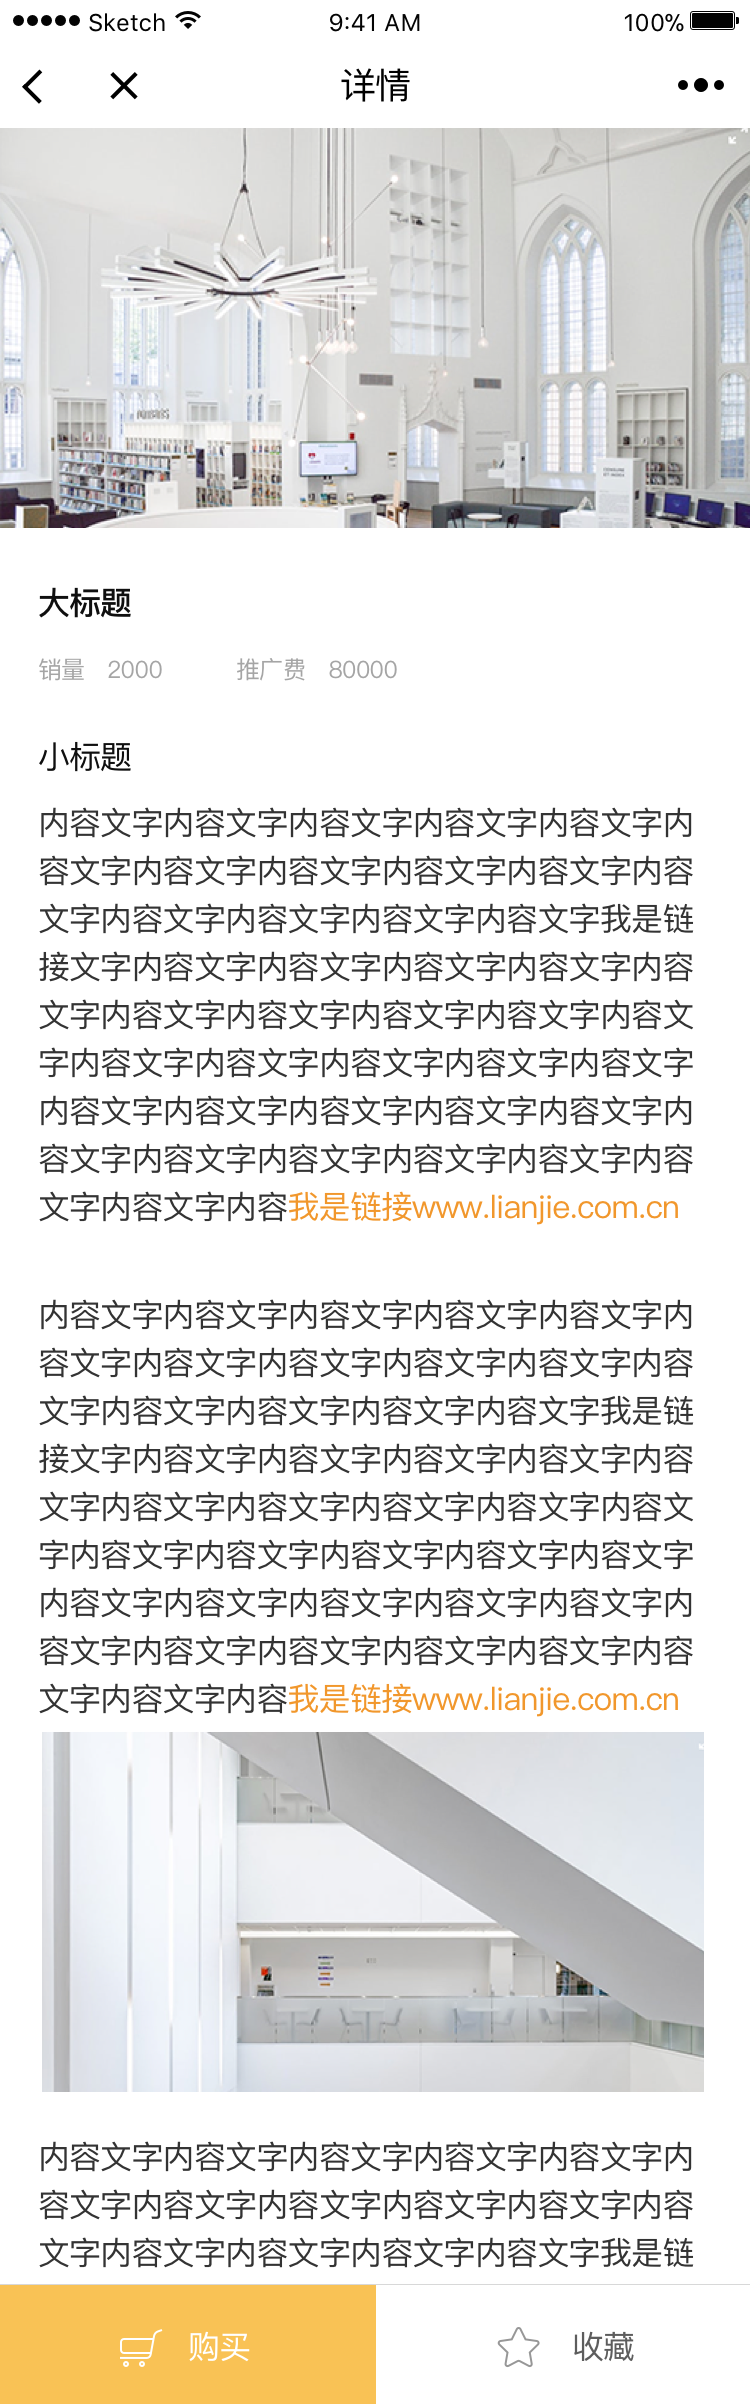 Sketch 9:41 AM 100%
详情
大标题
销量 2000 推广费 80000
小标题
内容文字内容文字内容文字内容文字内容文字内
容文字内容文字内容文字内容文字内容文字内容
文字内容文字内容文字内容文字内容文字我是链
接文字内容文字内容文字内容文字内容文字内容
文字内容文字内容文字内容文字内容文字内容文
字内容文字内容文字内容文字内容文字内容文字
内容文字内容文字内容文字内容文字内容文字内
容文字内容文字内容文字内容文字内容文字内容
文字内容文字内容我是链接www.lianjie.com.cn
内容文字内容文字内容文字内容文字内容文字内
容文字内容文字内容文字内容文字内容文字内容
文字内容文字内容文字内容文字内容文字我是链
接文字内容文字内容文字内容文字内容文字内容
文字内容文字内容文字内容文字内容文字内容文
字内容文字内容文字内容文字内容文字内容文字
内容文字内容文字内容文字内容文字内容文字内
容文字内容文字内容文字内容文字内容文字内容
文字内容文字内容我是链接www.lianjie.com.cn
内容文字内容文字内容文字内容文字内容文字内
容文字内容文字内容文字内容文字内容文字内容
文字内容文字内容文字内容文字内容文字我是链
购买 收藏